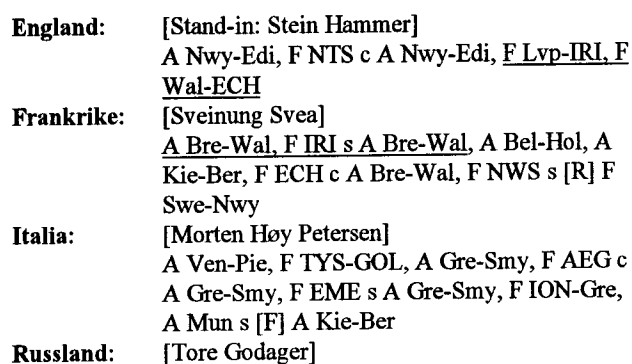 England: [Stand-in: Stein Hammer]
A Nwy-Edi, F NTS c A Nwy-Edi, F Lvp-IRI, F
Wal-ECH
Frankrike: [Sveinung Svea]
A Bre-Wal, F IRI s A Bre-Wal, A Bel-Hol, A
Kie-Ber, F ECH c A Bre-Wal, F NWS s [R] F
Swe-Nwy
Italia: [Morten Høy Petersen]
A Ven-Pie, F TYS-GOL, A Gre-Smy, F AEG c
A Gre-Smy, F EME s A Gre-Smy, F ION-Gre,
A Mun s [F] A Kie-Ber
Russland: [Tore Godager]